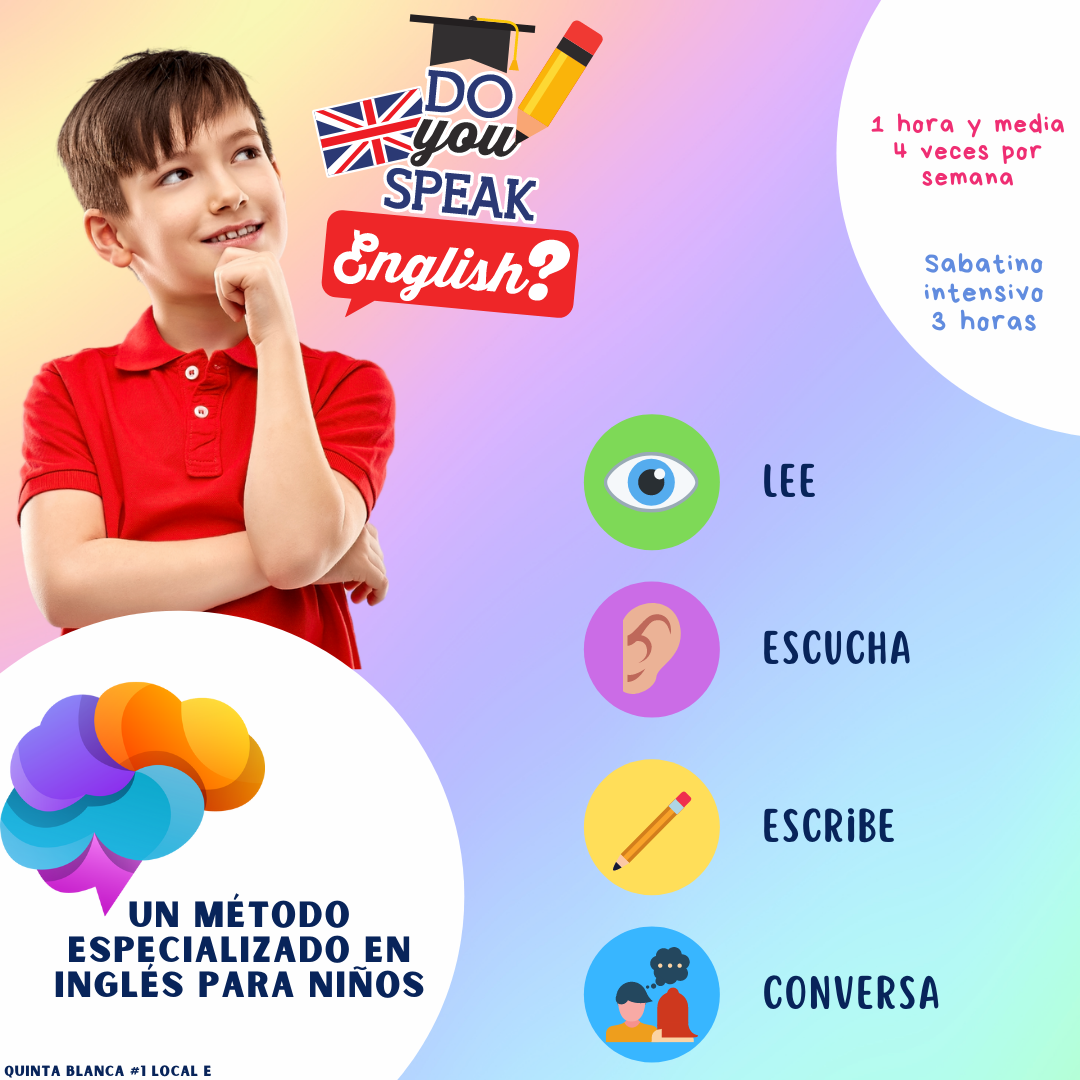 DO
you
SPEAK
English?
1 hora y media
4 veces por
semana
Sabatino
intensivo
3 horas
LEE
ESCUCHA
ESCRiBE
CONVERSA
UN MÉTODO
ESPECIALIZADO EN
INGLÉS PARA NIÑOS
QUINTA BLANCA #1 LOCAL E